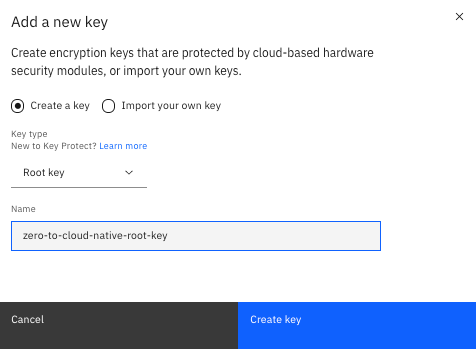 Add a new key
Create encryption keys that are protected by cloud-based hardware
security modules, or import your own keys.
Create a key Import your own key
Key type
New to Key Protect? Learn more
Root key
Name
zero-to-cloud-native-root-key
Cancel Create key